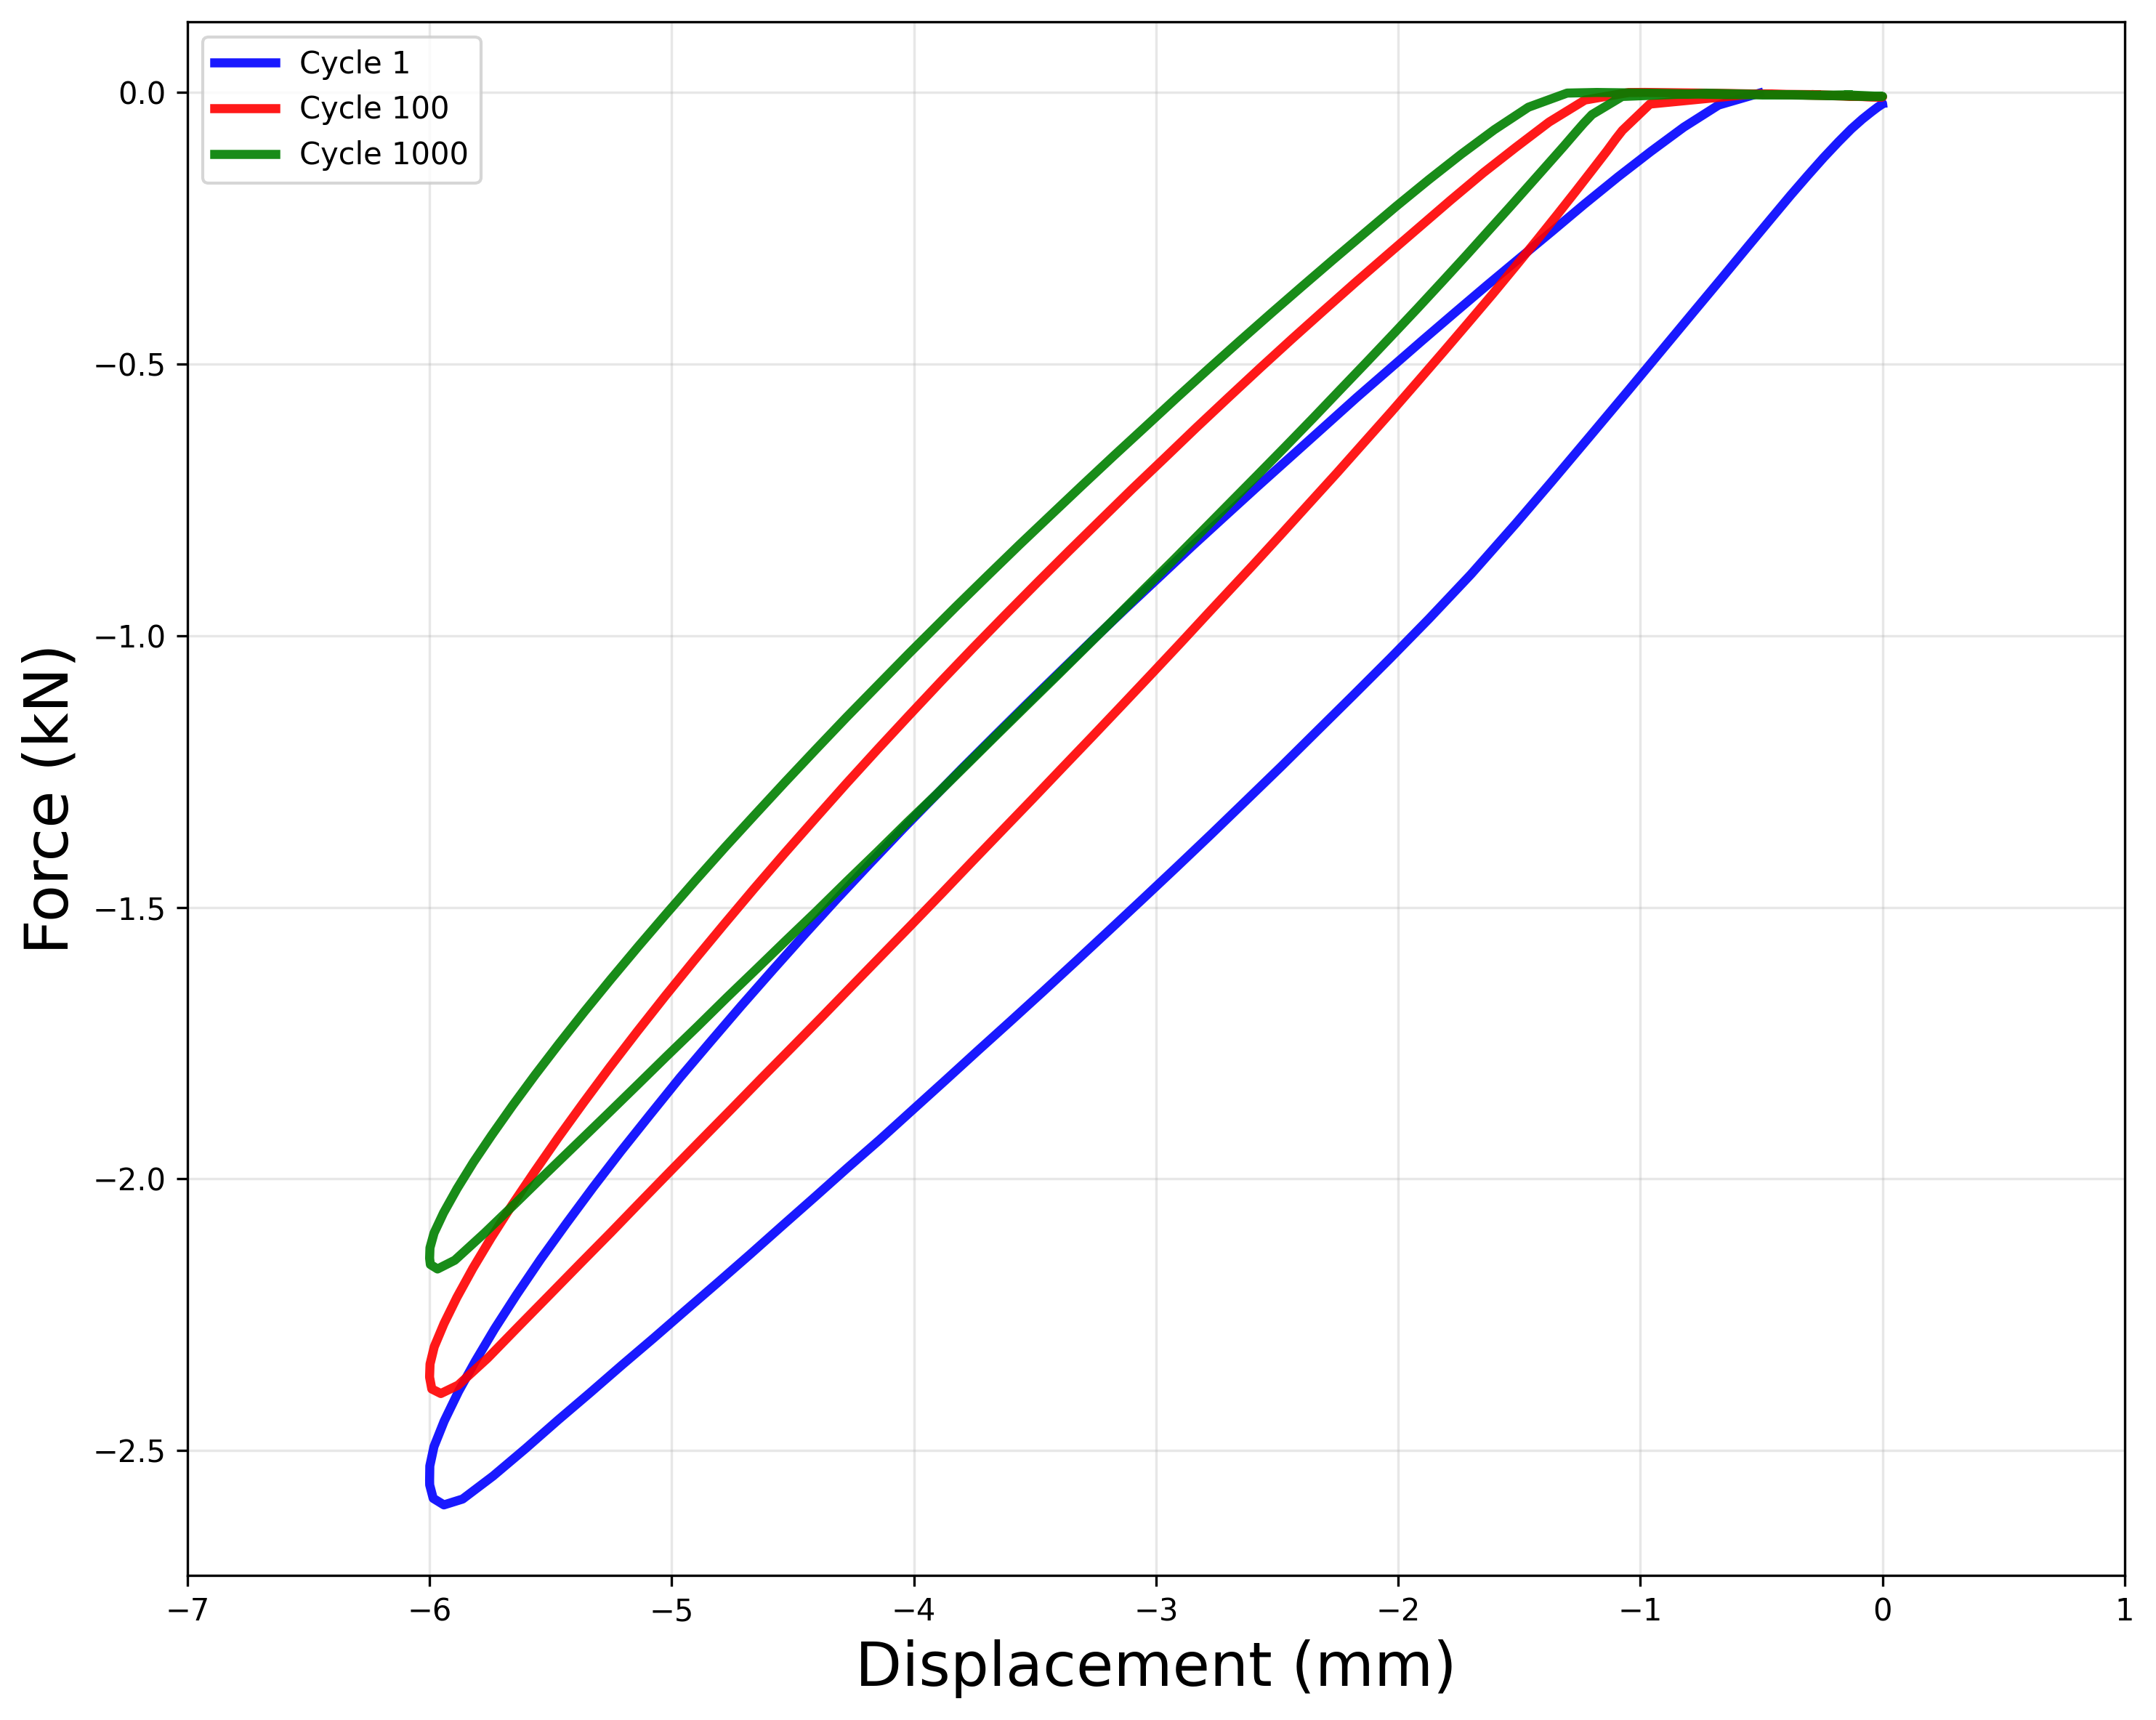 Cycle 1
Cycle 100
Cycle 1000
0.0
−0.5
−1.0
−1.5
−2.0
−2.5
Force (kN)
−7 −6 −5 −4 −3 −2 −1 0 1
Displacement (mm)